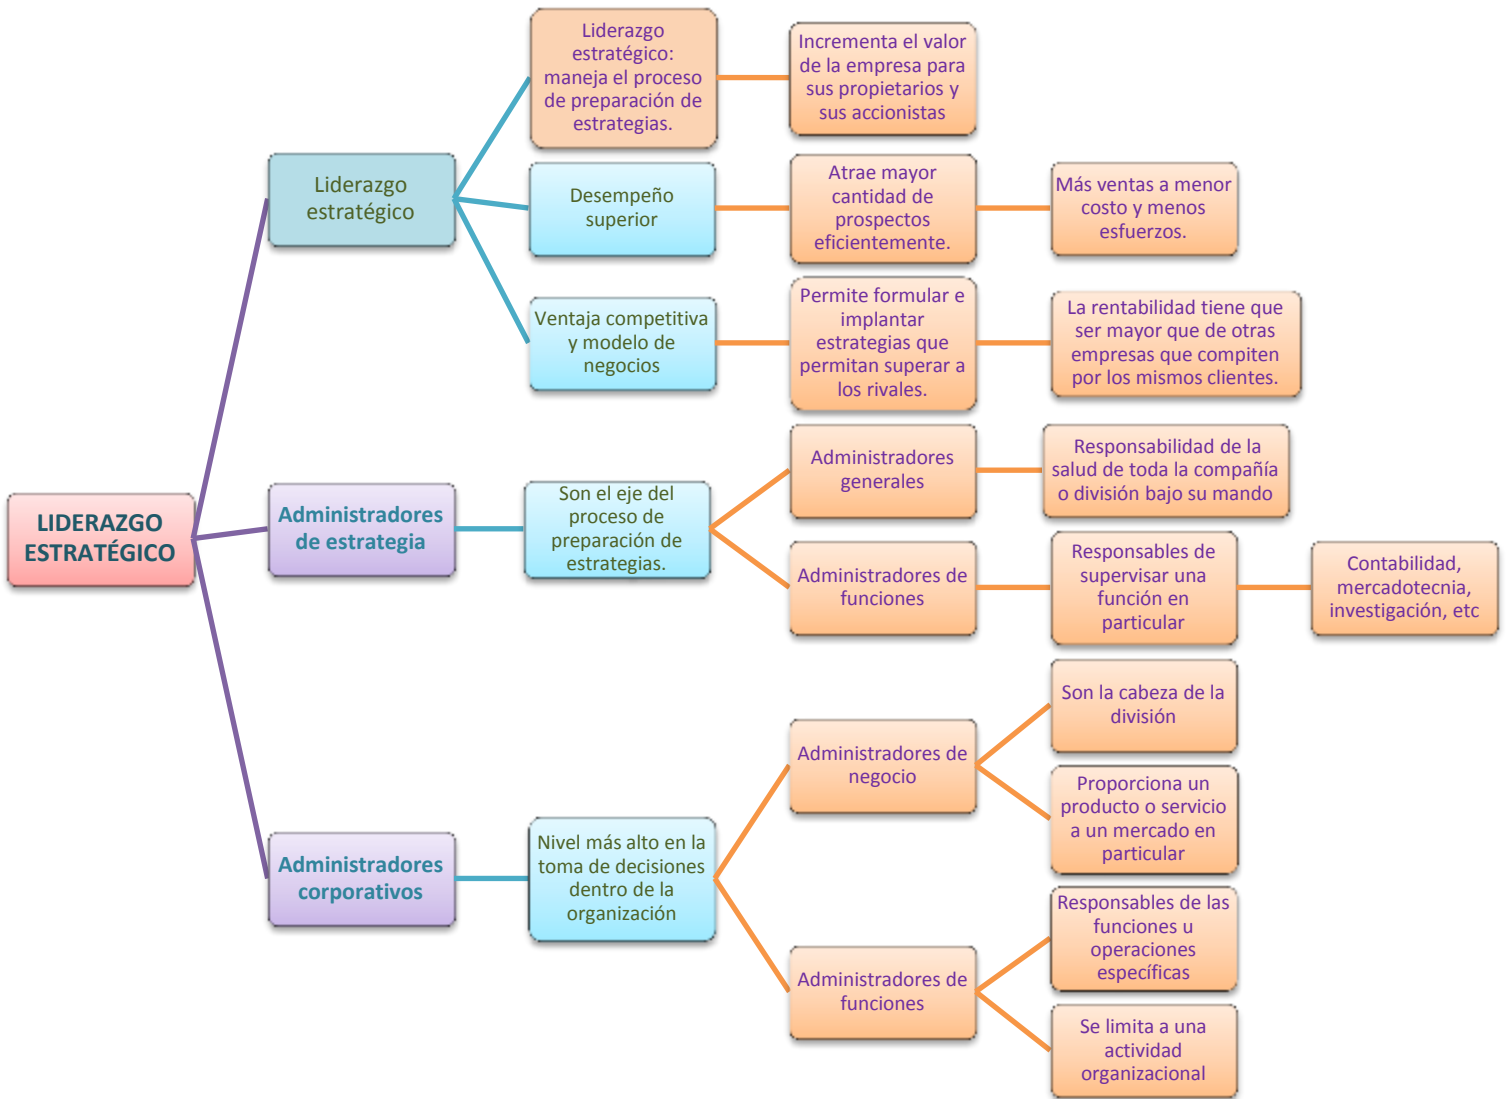 LIDERAZGO
ESTRATÉGICO
Liderazgo
estratégico
Liderazgo
estratégico:
maneja el proceso
de preparación de
estrategias.
Incrementa el valor
de la empresa para
sus propietarios y
sus accionistas
Desempeño
superior
Atrae mayor
cantidad de
prospectos
eficientemente.
Más ventas a menor
costo y menos
esfuerzos.
Ventaja competitiva
y modelo de
negocios
Permite formular e
implantar
estrategias que
permitan superar a
los rivales.
La rentabilidad tiene que
ser mayor que de otras
empresas que compiten
por los mismos clientes.
Administradores
de estrategia
Son el eje del
proceso de
preparación de
estrategias.
Administradores
generales
Responsabilidad de la
salud de toda la compañía
o división bajo su mando
Administradores de
funciones
Responsables de
supervisar una
función en
particular
Contabilidad,
mercadotecnia,
investigación, etc
Administradores
corporativos
Nivel más alto en la
toma de decisiones
dentro de la
organización
Administradores de
negocio
Son la cabeza de la
división
Proporciona un
producto o servicio
a un mercado en
particular
Administradores de
funciones
Responsables de las
funciones u
operaciones
específicas
Se limita a una
actividad
organizacional